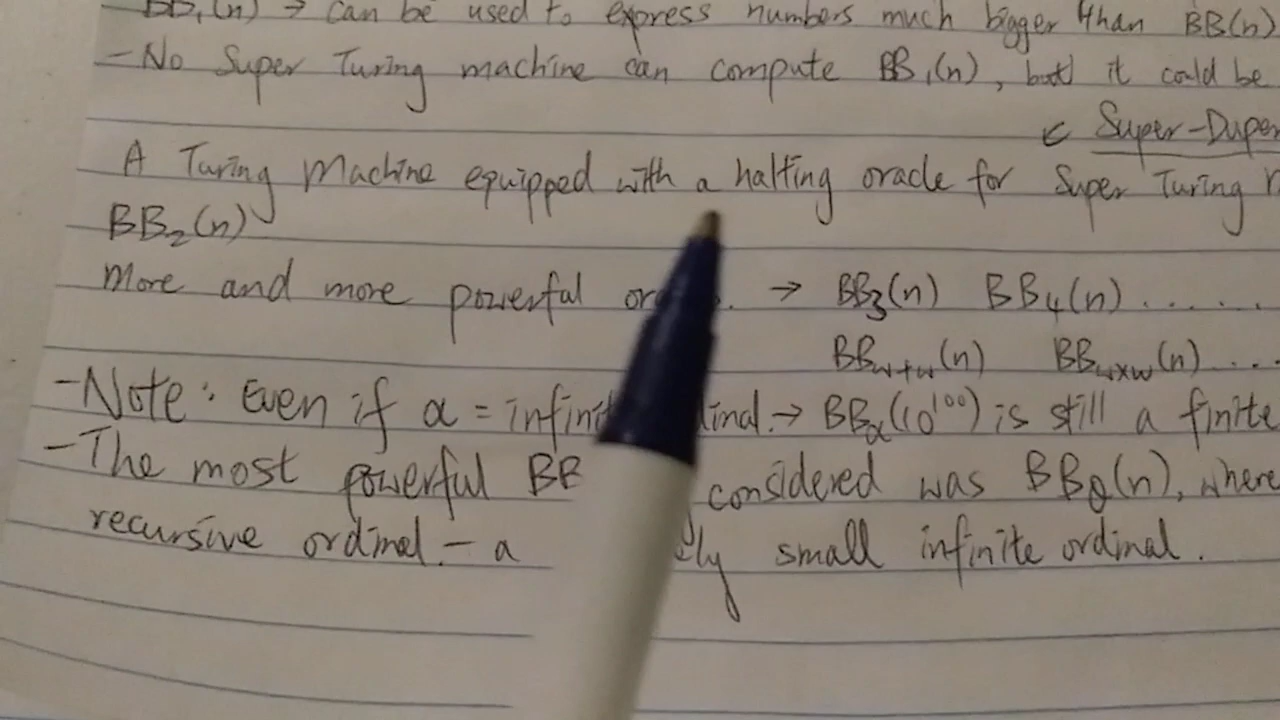 BB₁(n) → can be used to express numbers much bigger than BB(n)
- No Super Turing machine can compute BB₁(n), but it could be
Super-Duper
A Turing Machine equipped with a halting oracle for Super Turing
BB₂(n)
More and more powerful → BB₃(n) BB₄(n) ......
BBw+w(n) BBwxw(n) ....
- Note: Even if α = → BBα(10¹⁰⁰) is still a finite
- The most powerful BB considered was BBθ(n), where
recursive ordinal - a small infinite ordinal.